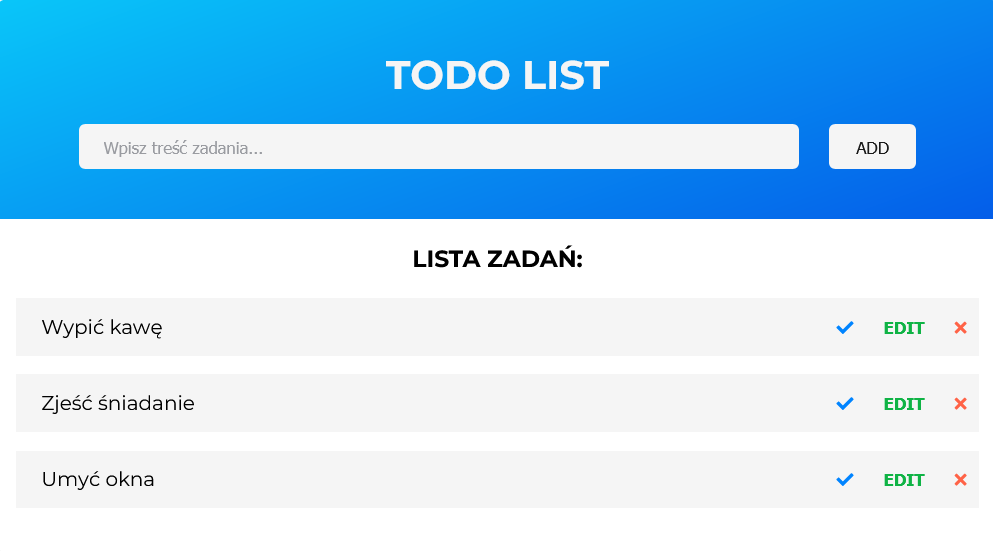 TODO LIST
Wpisz treść zadania...
ADD
LISTA ZADAŃ:
Wypić kawę
EDIT
Zjeść śniadanie
EDIT
Umyć okna
EDIT